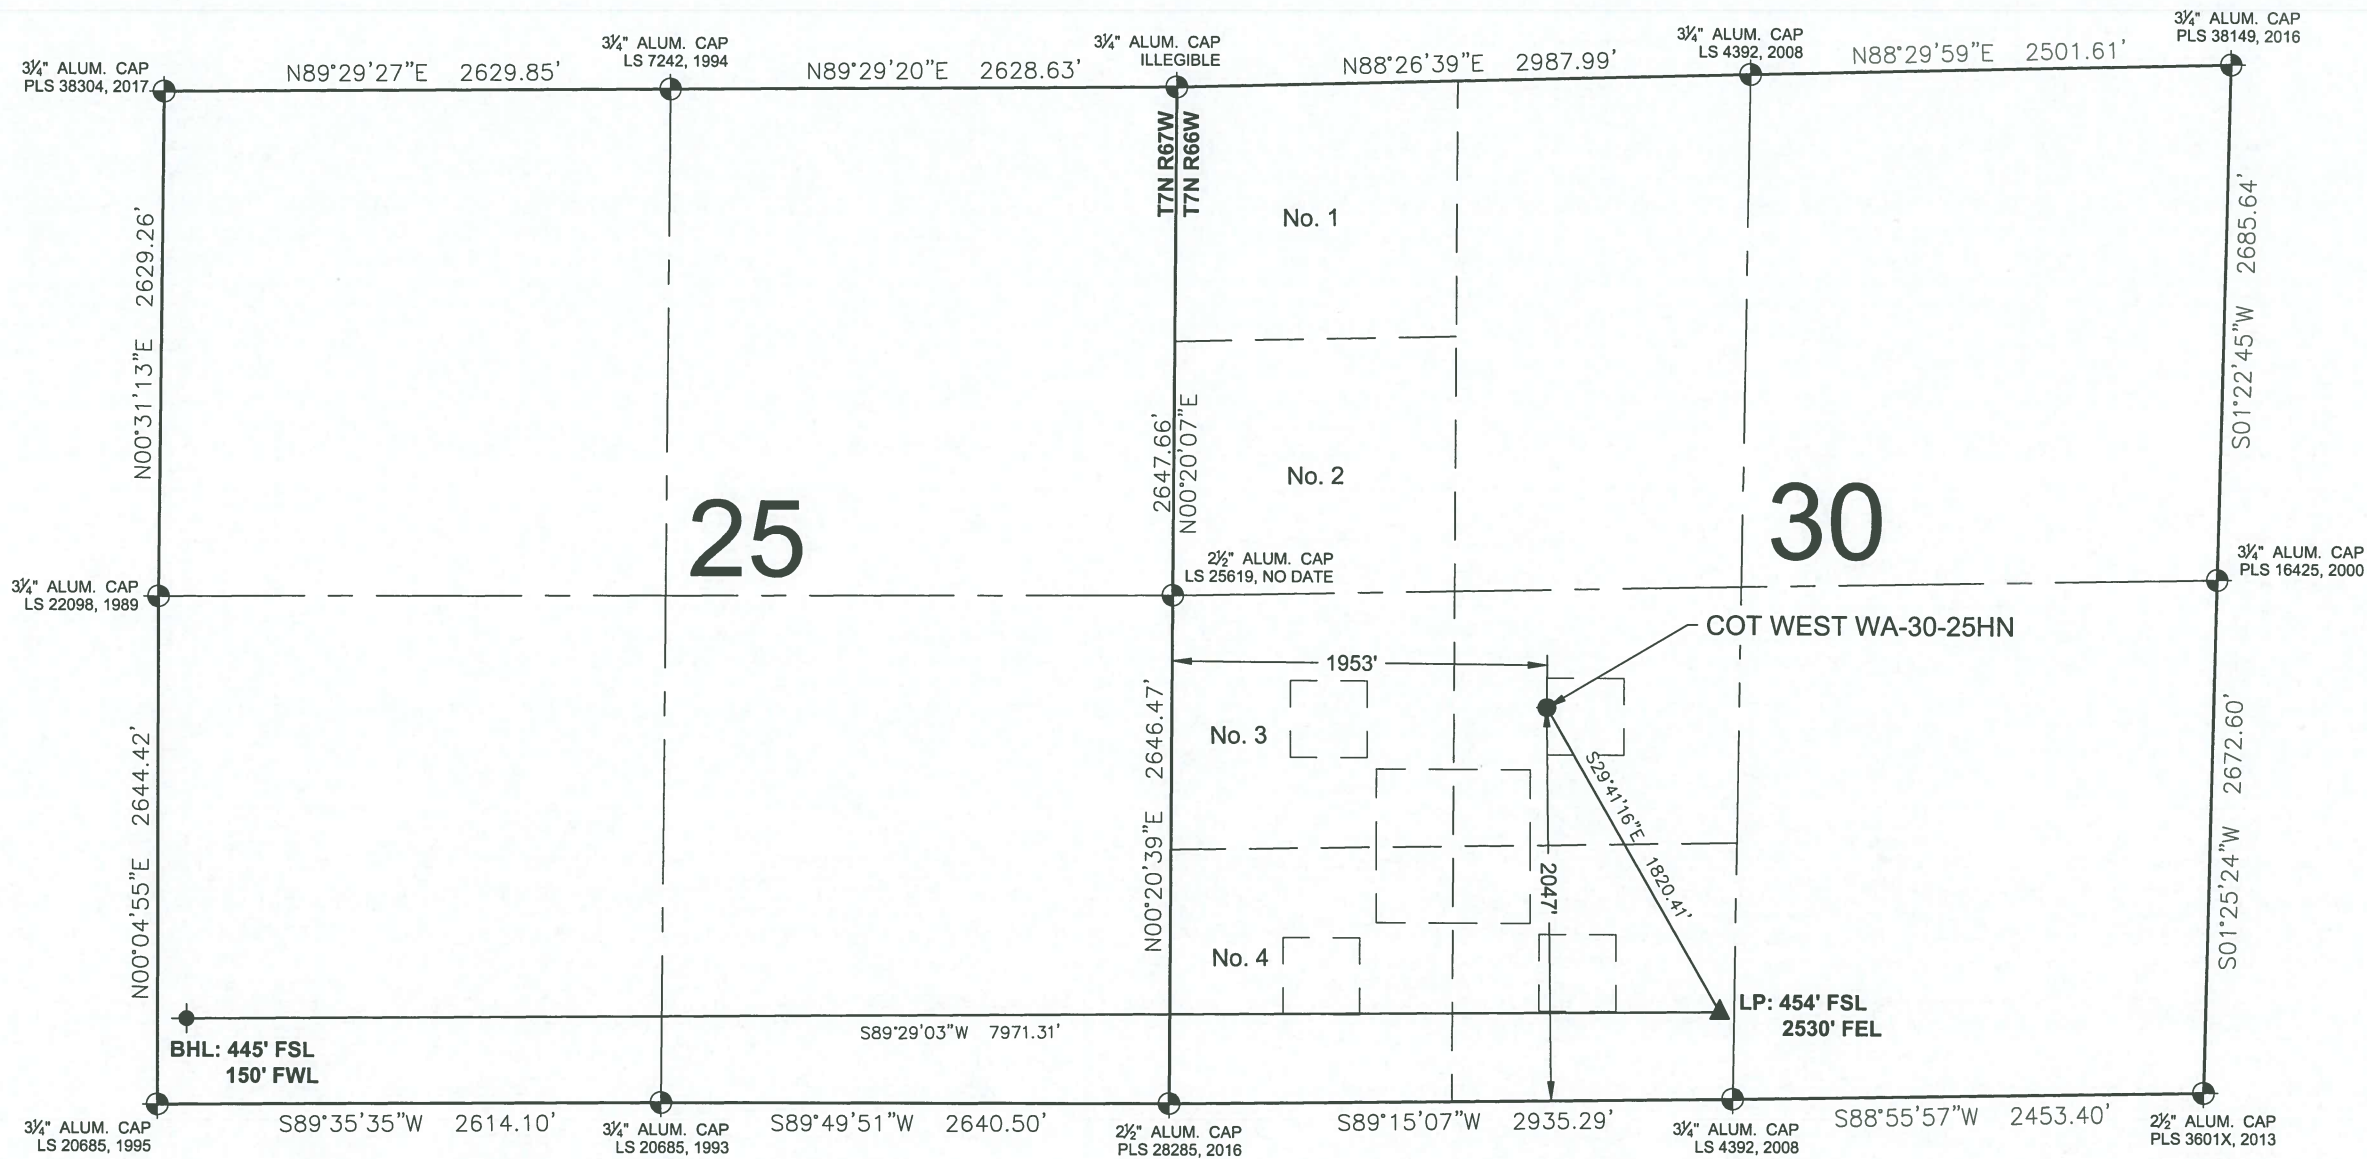 3¼" ALUM. CAP
PLS 38304, 2017
N89°29'27"E 2629.85'
3¼" ALUM. CAP
LS 7242, 1994
N89°29'20"E 2628.63'
3¼" ALUM. CAP
ILLEGIBLE
N88°26'39"E 2987.99'
3¼" ALUM. CAP
LS 4392, 2008
N88°29'59"E 2501.61'
3¼" ALUM. CAP
PLS 38149, 2016
T7N R67W
T7N R66W
N00°31'13"E 2629.26'
No. 1
S01°22'45"W 2685.64'
2647.66'
N00°20'07"E
No. 2
25
30
3¼" ALUM. CAP
LS 22098, 1989
2½" ALUM. CAP
LS 25619, NO DATE
3¼" ALUM. CAP
PLS 16425, 2000
COT WEST WA-30-25HN
1953'
No. 3
N00°04'55"E 2644.42'
N00°20'39"E 2646.47'
S29°41'16"E 1820.41'
2047'
S01°25'24"W 2672.60'
No. 4
LP: 454' FSL
2530' FEL
S89°29'03"W 7971.31'
BHL: 445' FSL
150' FWL
3¼" ALUM. CAP
LS 20685, 1995
S89°35'35"W 2614.10'
3¼" ALUM. CAP
LS 20685, 1993
S89°49'51"W 2640.50'
2½" ALUM. CAP
PLS 28285, 2016
S89°15'07"W 2935.29'
3¼" ALUM. CAP
LS 4392, 2008
S88°55'57"W 2453.40'
2½" ALUM. CAP
PLS 3601X, 2013